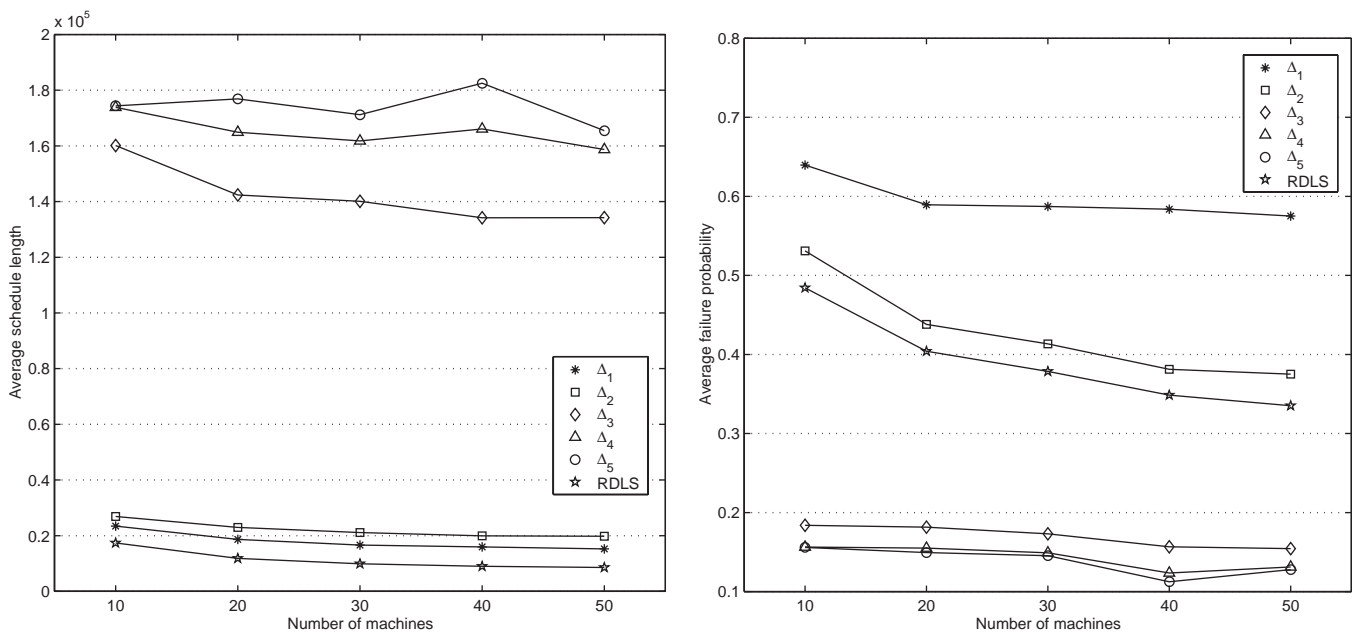 x 10⁵
2
1.8
1.6
1.4
1.2
1
0.8
0.6
0.4
0.2
0
Average schedule length
10 20 30 40 50
Number of machines
Δ₁
Δ₂
Δ₃
Δ₄
Δ₅
RDLS
0.8
0.7
0.6
0.5
0.4
0.3
0.2
0.1
Average failure probability
10 20 30 40 50
Number of machines
Δ₁
Δ₂
Δ₃
Δ₄
Δ₅
RDLS